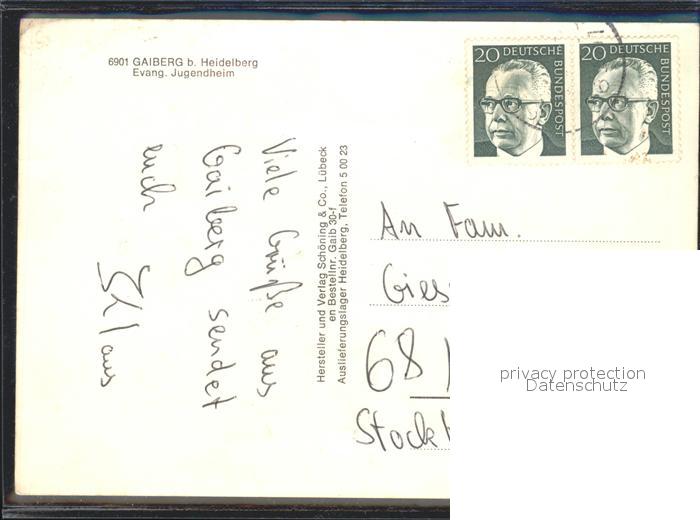 6901 GAIBERG b. Heidelberg
Evang. Jugendheim
20 DEUTSCHE BUNDESPOST
20 DEUTSCHE BUNDESPOST
Viele Grüße aus
Gaiberg sendet
euch
Klaus
Hersteller und Verlag Schöning & Co., Lübeck
en Bestellnr. Gaib 30-f
Auslieferungslager Heidelberg, Telefon 5 00 23
An Fam.
Gies
68
Stock
privacy protection
Datenschutz